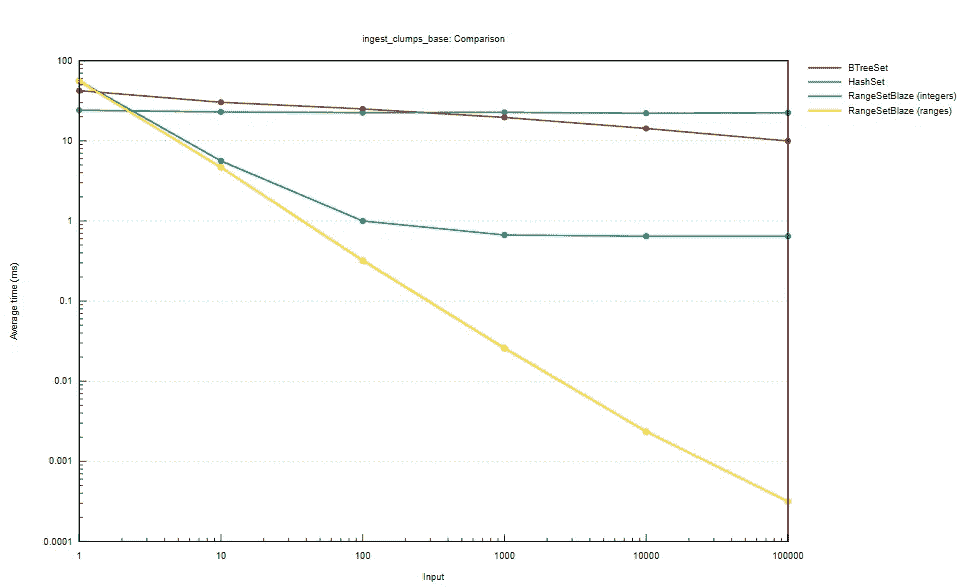 ingest_clumps_base: Comparison
100
10
1
0.1
0.01
0.001
0.0001
Average time (ms)
1 10 100 1000 10000 100000
Input
BTreeSet
HashSet
RangeSetBlaze (integers)
RangeSetBlaze (ranges)